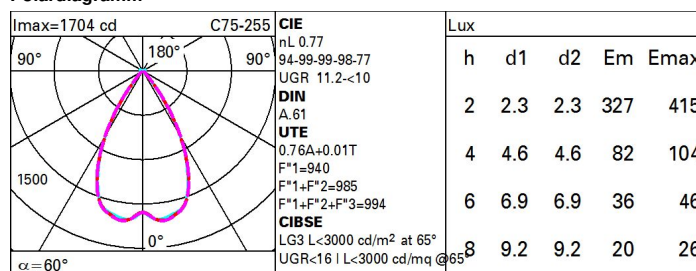 Imax=1704 cd C75-255
90° 180° 90°
1500
0°
α=60°
CIE
nL 0.77
94-99-99-98-77
UGR 11.2-<10
DIN
A.61
UTE
0.76A+0.01T
F"1=940
F"1+F"2=985
F"1+F"2+F"3=994
CIBSE
LG3 L<3000 cd/m² at 65°
UGR<16 | L<3000 cd/mq @65°
Lux
h d1 d2 Em Emax
2 2.3 2.3 327 415
4 4.6 4.6 82 104
6 6.9 6.9 36 46
8 9.2 9.2 20 26